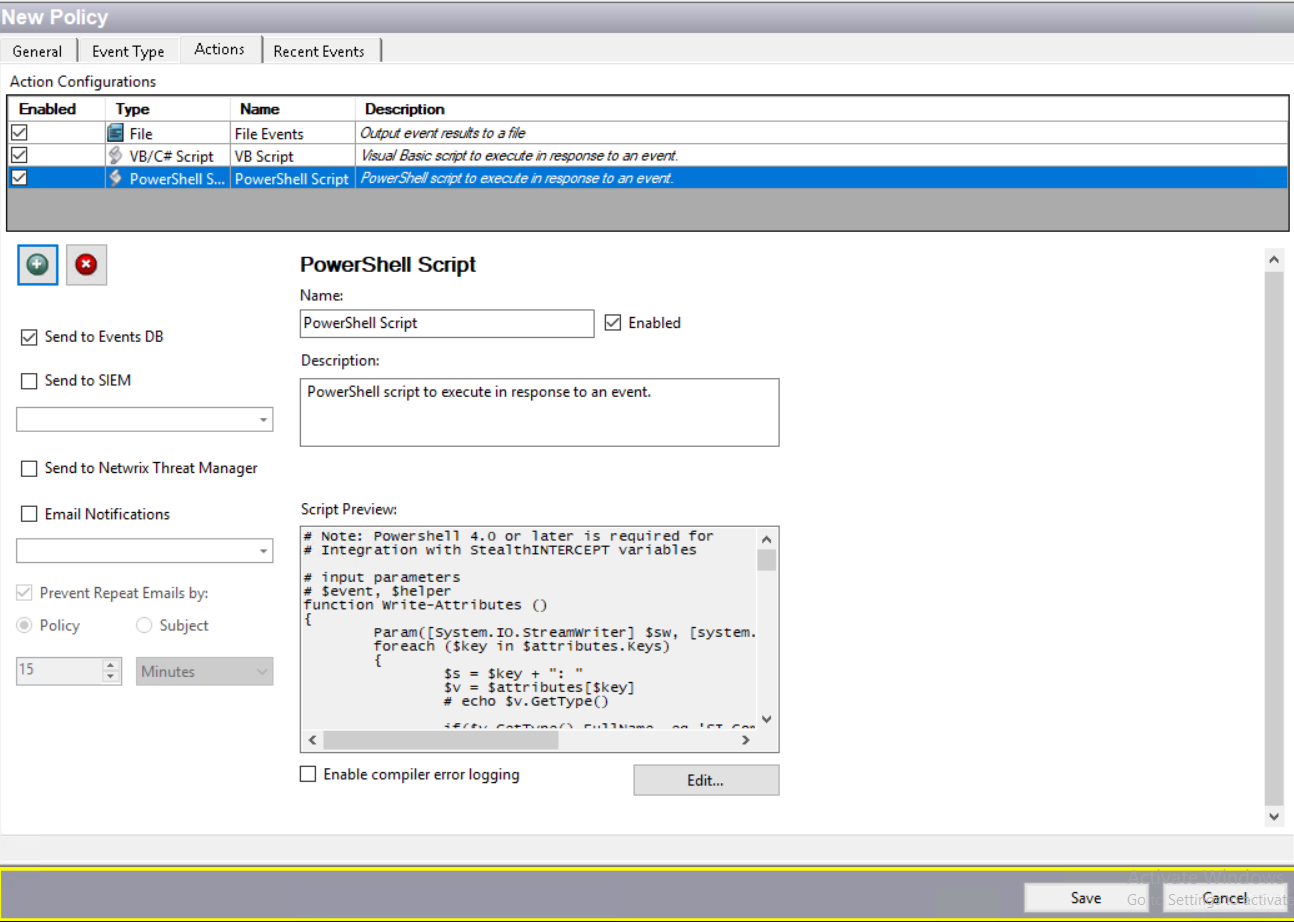 New Policy
General Event Type Actions Recent Events
Action Configurations
Enabled Type Name Description
File File Events Output event results to a file
VB/C# Script VB Script Visual Basic script to execute in response to an event.
PowerShell S... PowerShell Script PowerShell script to execute in response to an event.
PowerShell Script
Name:
PowerShell Script Enabled
Send to Events DB
Description:
Send to SIEM
PowerShell script to execute in response to an event.
Send to Netwrix Threat Manager
Email Notifications
Prevent Repeat Emails by:
Policy Subject
15 Minutes
Script Preview:
# Note: Powershell 4.0 or later is required for
# Integration with StealthINTERCEPT variables
# input parameters
# $event, $helper
function Write-Attributes ()
{
Param([System.IO.StreamWriter] $sw, [system.
foreach ($key in $attributes.Keys)
{
$s = $key + ": "
$v = $attributes[$key]
# echo $v.GetType()
if($v.GetType().FullName -eq 'SI.Com
Enable compiler error logging Edit...
Activate Windows
Save Cancel
Go to Settings to activate